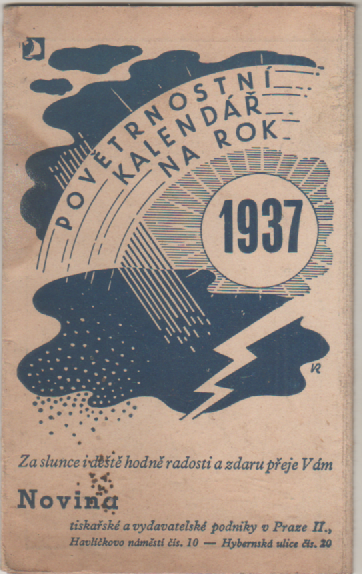 POVĚTRNOSTNÍ
KALENDÁŘ
NA ROK
1937
Za slunce i deště hodně radosti a zdaru přeje Vám
Novina
tiskařské a vydavatelské podniky v Praze II.,
Havlíčkovo náměstí čís. 10 — Hybernská ulice čís. 20